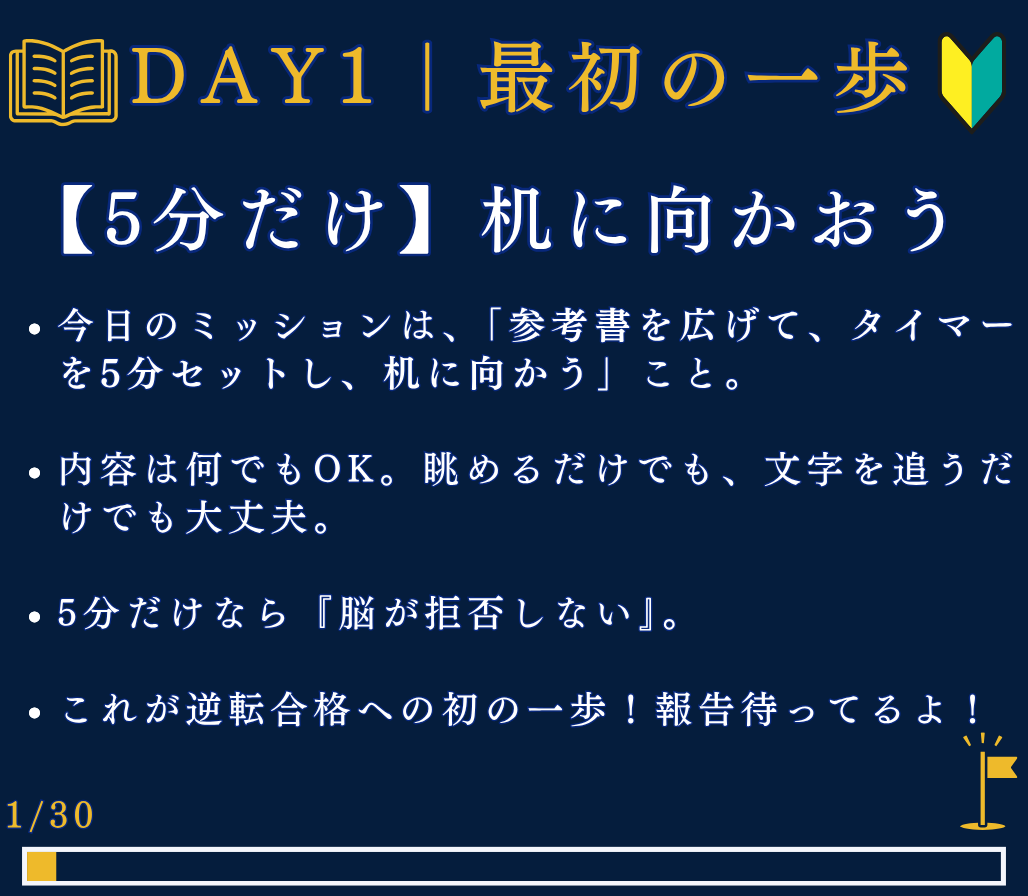 DAY1｜最初の一歩
【5分だけ】机に向かおう
・今日のミッションは、「参考書を広げて、タイマー
を5分セットし、机に向かう」こと。
・内容は何でもOK。眺めるだけでも、文字を追うだ
けでも大丈夫。
・5分だけなら『脳が拒否しない』。
・これが逆転合格への初の一歩！報告待ってるよ！
1/30